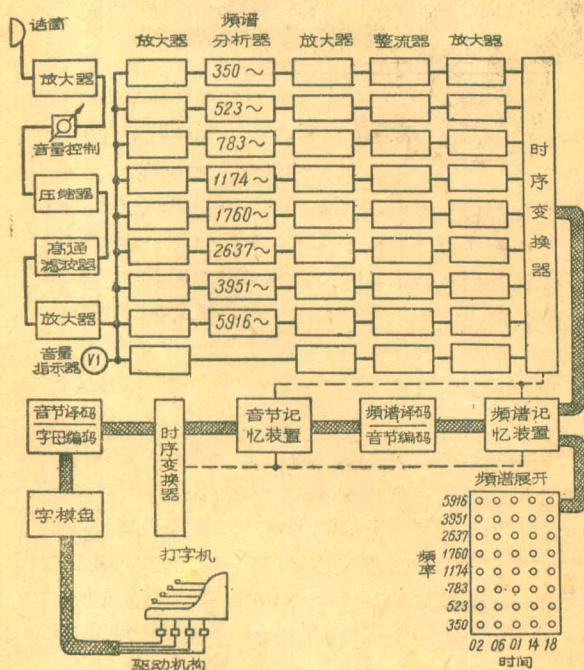 话筒
放大器
音量控制
压缩器
高通
滤波器
放大器
音量
指示器
V1
放大器
頻谱
分析器
放大器
整流器
放大器
350～
523～
783～
1174～
1760～
2637～
3951～
5916～
时序变换器
音节译码
字母编码
时序变换器
音节记
忆装置
頻谱译码
音节编码
頻谱记
忆装置
字模盘
打字机
驱动机构
頻谱展开
頻率
5916
3951
2637
1760
1174
783
523
350
02 06 01 14 18
时间